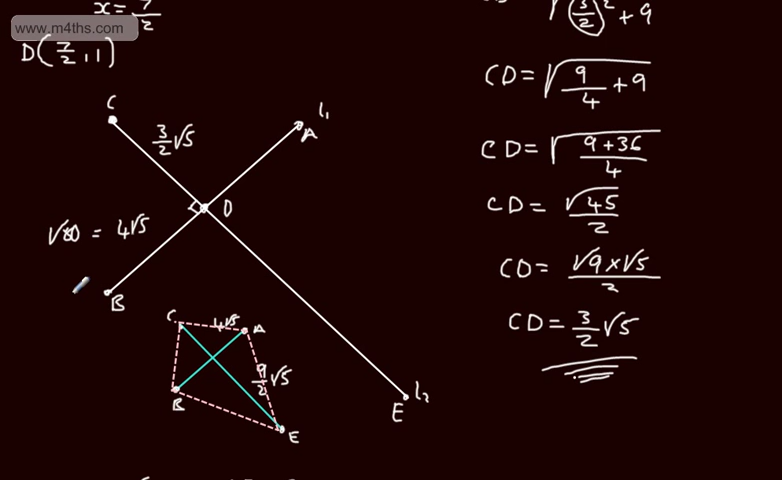 x = 7/2
www.m4ths.com
D(7/2, 1)
√(3/2)² + 9
CD = √(9/4 + 9)
CD = √((9 + 36)/4)
CD = √45/2
CD = (√9 × √5)/2
CD = 3/2 √5
C
3/2 √5
A
l₁
D
√80 = 4√5
B
E
l₂
C
4√5
A
9/2 √5
B
E